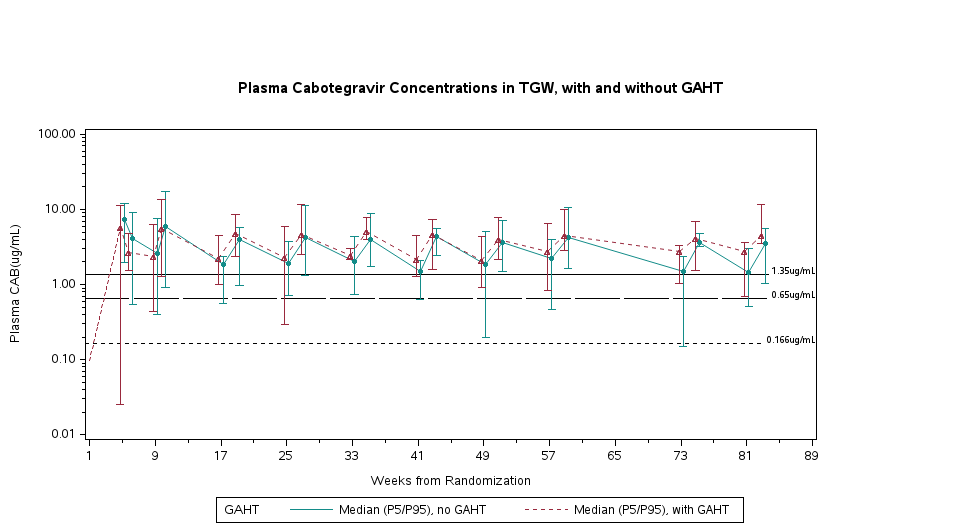 Plasma Cabotegravir Concentrations in TGW, with and without GAHT
Plasma CAB(ug/mL)
100.00
10.00
1.00
0.10
0.01
1.35ug/mL
0.65ug/mL
0.166ug/mL
1 9 17 25 33 41 49 57 65 73 81 89
Weeks from Randomization
GAHT Median (P5/P95), no GAHT Median (P5/P95), with GAHT